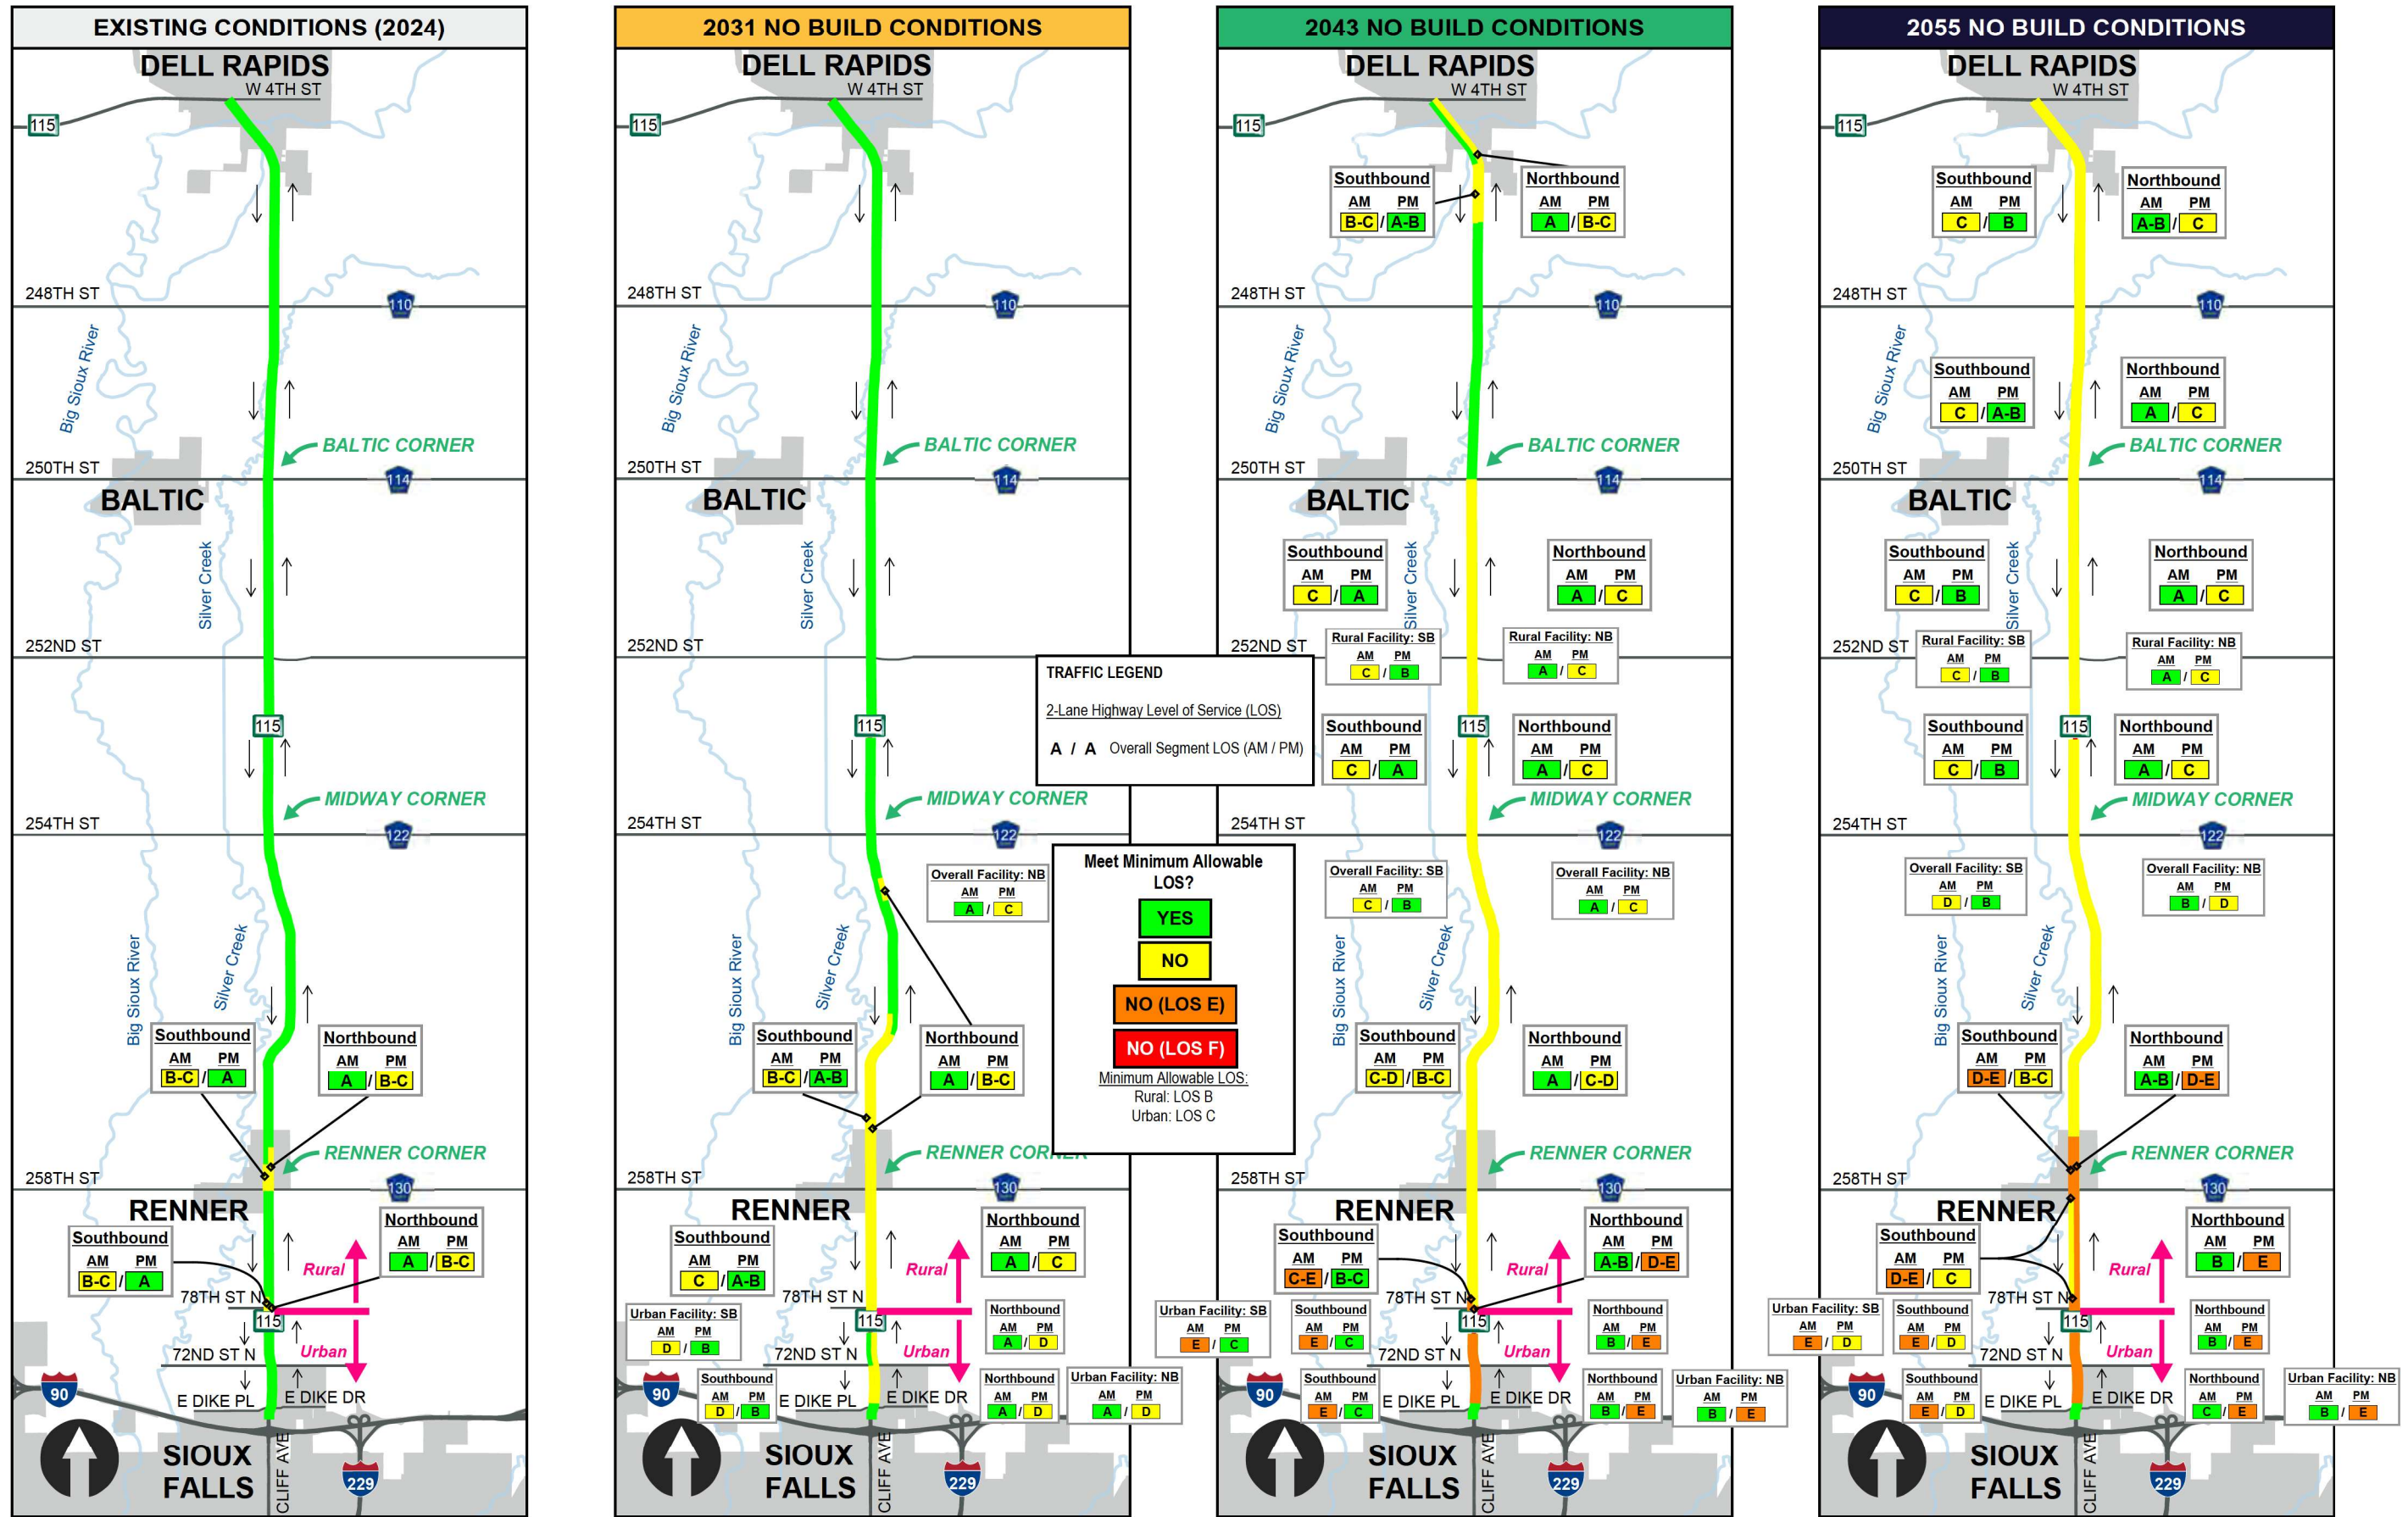 EXISTING CONDITIONS (2024)
DELL RAPIDS
W 4TH ST
115
248TH ST
110
Big Sioux River
BALTIC CORNER
250TH ST
114
BALTIC
Silver Creek
252ND ST
115
MIDWAY CORNER
254TH ST
122
Big Sioux River
Silver Creek
Southbound
AM PM
B-C / A
Northbound
AM PM
A / B-C
RENNER CORNER
258TH ST
130
RENNER
Southbound
AM PM
B-C / A
Northbound
AM PM
A / B-C
Rural
78TH ST N
115
72ND ST N
Urban
90
E DIKE PL
E DIKE DR
SIOUX
FALLS
CLIFF AVE
229
2031 NO BUILD CONDITIONS
DELL RAPIDS
W 4TH ST
115
248TH ST
110
Big Sioux River
BALTIC CORNER
250TH ST
114
BALTIC
Silver Creek
252ND ST
115
MIDWAY CORNER
254TH ST
122
Overall Facility: NB
AM PM
A / C
Big Sioux River
Silver Creek
Southbound
AM PM
B-C / A-B
Northbound
AM PM
A / B-C
RENNER CORNE
258TH ST
130
RENNER
Southbound
AM PM
C / A-B
Northbound
AM PM
A / C
Rural
78TH ST N
Urban Facility: SB
AM PM
D / B
115
Northbound
AM PM
A / D
72ND ST N
Urban
90
Southbound
AM PM
D / B
E DIKE PL
E DIKE DR
Northbound
AM PM
A / D
Urban Facility: NB
AM PM
A / D
SIOUX
FALLS
CLIFF AVE
229
TRAFFIC LEGEND
2-Lane Highway Level of Service (LOS)
A / A Overall Segment LOS (AM / PM)
Meet Minimum Allowable
LOS?
YES
NO
NO (LOS E)
NO (LOS F)
Minimum Allowable LOS:
Rural: LOS B
Urban: LOS C
2043 NO BUILD CONDITIONS
DELL RAPIDS
W 4TH ST
115
Southbound
AM PM
B-C / A-B
Northbound
AM PM
A / B-C
248TH ST
110
Big Sioux River
BALTIC CORNER
250TH ST
114
BALTIC
Southbound
AM PM
C / A
Silver Creek
Northbound
AM PM
A / C
252ND ST
Rural Facility: SB
AM PM
C / B
Rural Facility: NB
AM PM
A / C
Southbound
AM PM
C / A
115
Northbound
AM PM
A / C
MIDWAY CORNER
254TH ST
122
Overall Facility: SB
AM PM
C / B
Overall Facility: NB
AM PM
A / C
Big Sioux River
Silver Creek
Southbound
AM PM
C-D / B-C
Northbound
AM PM
A / C-D
RENNER CORNER
258TH ST
130
RENNER
Southbound
AM PM
C-E / B-C
Northbound
AM PM
A-B / D-E
Rural
78TH ST N
Urban Facility: SB
AM PM
E / C
Southbound
AM PM
E / C
115
Northbound
AM PM
B / E
72ND ST N
Urban
90
Southbound
AM PM
E / C
E DIKE PL
E DIKE DR
Northbound
AM PM
B / E
Urban Facility: NB
AM PM
B / E
SIOUX
FALLS
CLIFF AVE
229
2055 NO BUILD CONDITIONS
DELL RAPIDS
W 4TH ST
115
Southbound
AM PM
C / B
Northbound
AM PM
A-B / C
248TH ST
110
Big Sioux River
Southbound
AM PM
C / A-B
Northbound
AM PM
A / C
BALTIC CORNER
250TH ST
114
BALTIC
Southbound
AM PM
C / B
Silver Creek
Northbound
AM PM
A / C
252ND ST
Rural Facility: SB
AM PM
C / B
Rural Facility: NB
AM PM
A / C
Southbound
AM PM
C / B
115
Northbound
AM PM
A / C
MIDWAY CORNER
254TH ST
122
Overall Facility: SB
AM PM
D / B
Overall Facility: NB
AM PM
B / D
Big Sioux River
Silver Creek
Southbound
AM PM
D-E / B-C
Northbound
AM PM
A-B / D-E
RENNER CORNER
258TH ST
130
RENNER
Southbound
AM PM
D-E / C
Northbound
AM PM
B / E
Rural
78TH ST N
Urban Facility: SB
AM PM
E / D
Southbound
AM PM
E / D
115
Northbound
AM PM
B / E
72ND ST N
Urban
90
Southbound
AM PM
E / D
E DIKE PL
E DIKE DR
Northbound
AM PM
C / E
Urban Facility: NB
AM PM
B / E
SIOUX
FALLS
CLIFF AVE
229